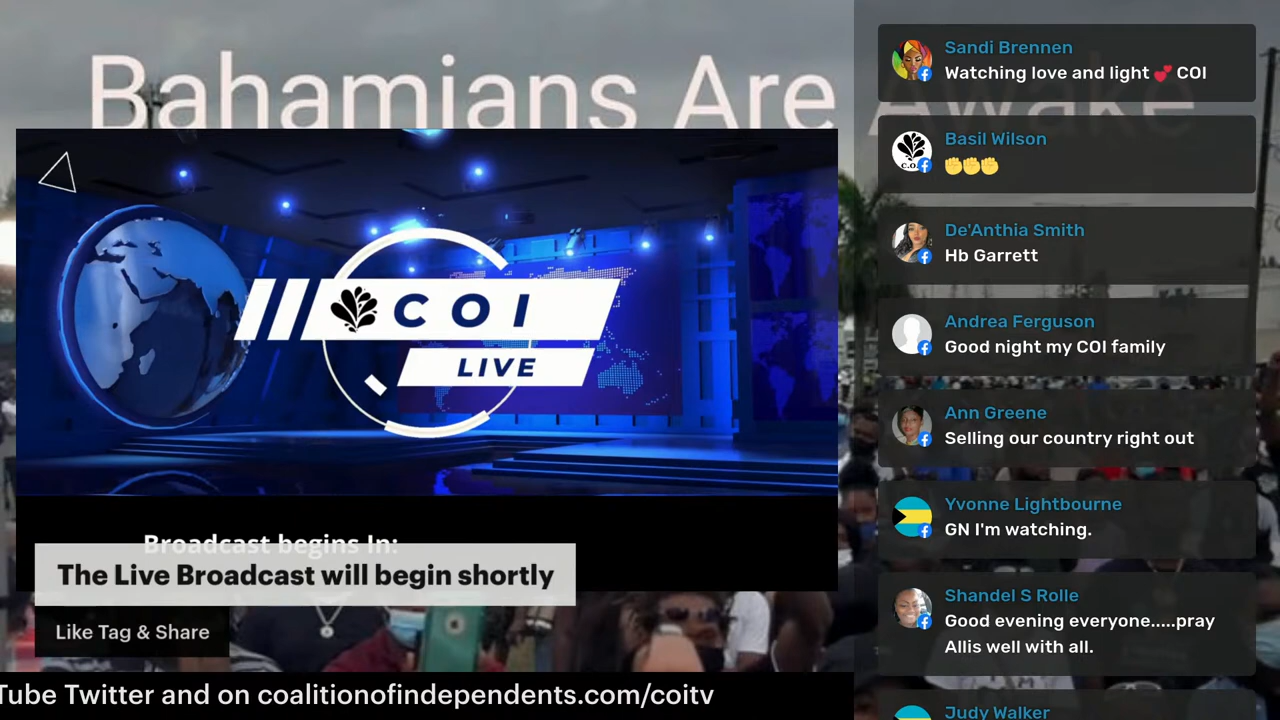 Bahamians Are Awake
COI
LIVE
Broadcast begins In:
The Live Broadcast will begin shortly
Like Tag & Share
Tube Twitter and on coalitionofindependents.com/coitv
Sandi Brennen
Watching love and light 💕 COI
Basil Wilson
✊✊✊
C.O.I
De'Anthia Smith
Hb Garrett
Andrea Ferguson
Good night my COI family
Ann Greene
Selling our country right out
Yvonne Lightbourne
GN I'm watching.
Shandel S Rolle
Good evening everyone.....pray
Allis well with all.
Judy Walker